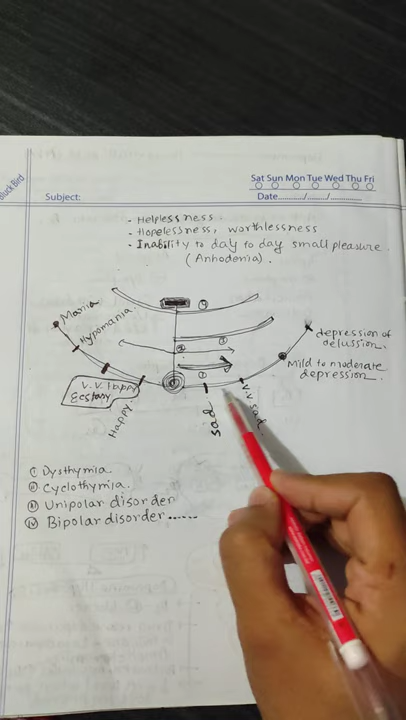 Bluck Bird
Sat Sun Mon Tue Wed Thu Fri
Subject:
Date............/........./..............
- Helplessness.
- Hopelessness, worthlessness
- Inability to day to day small pleasure.
(Anhodenia).
Mania.
Hypomania.
V.V. Happy
Ecstasy
Happy.
sad
V.V sad.
Mild to moderate
depression.
depression of
delussion.
① Dysthymia.
② Cyclothymia.
③ Unipolar disorder
④ Bipolar disorder ......